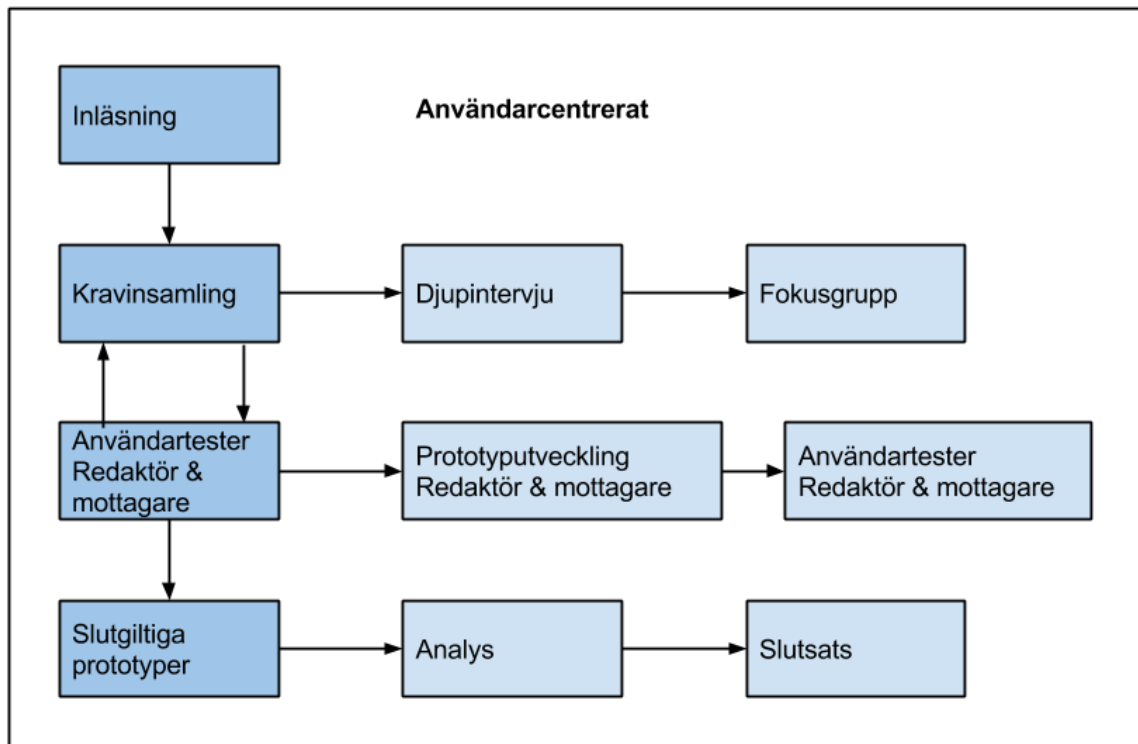 Inläsning
Användarcentrerat
Kravinsamling
Djupintervju
Fokusgrupp
Användartester
Redaktör &
mottagare
Prototyputveckling
Redaktör & mottagare
Användartester
Redaktör & mottagare
Slutgiltiga
prototyper
Analys
Slutsats